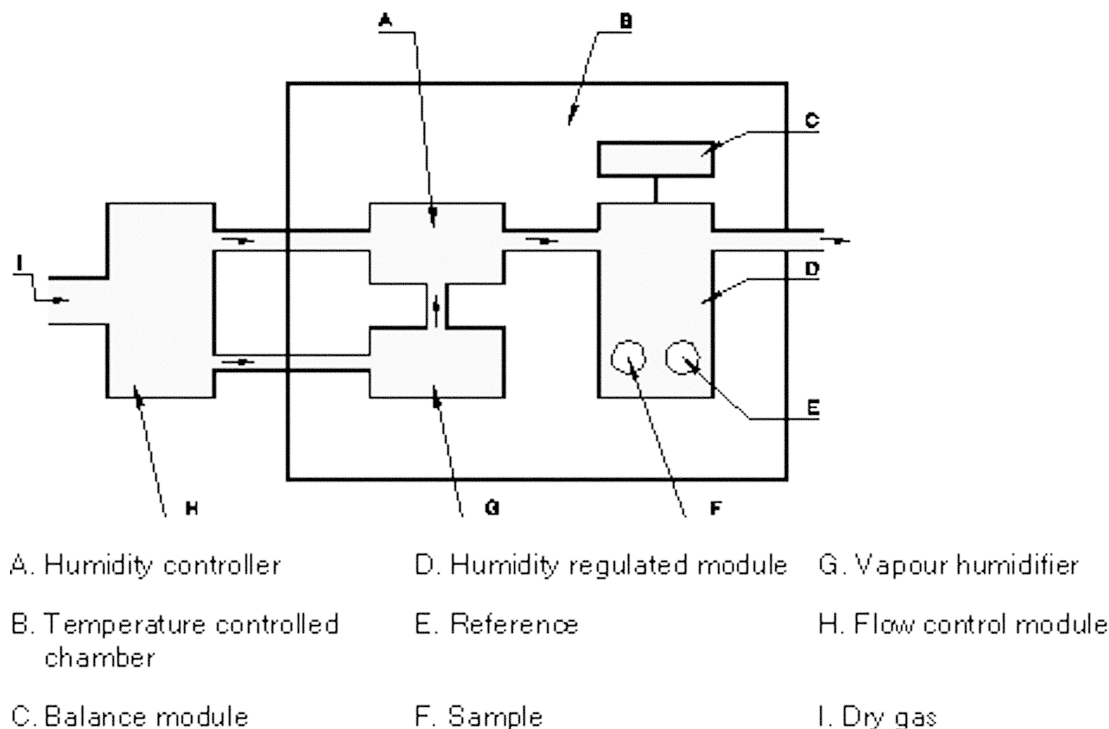 A
B
C
I
D
E
H
G
F
A. Humidity controller
D. Humidity regulated module
G. Vapour humidifier
B. Temperature controlled
chamber
E. Reference
H. Flow control module
C. Balance module
F. Sample
I. Dry gas